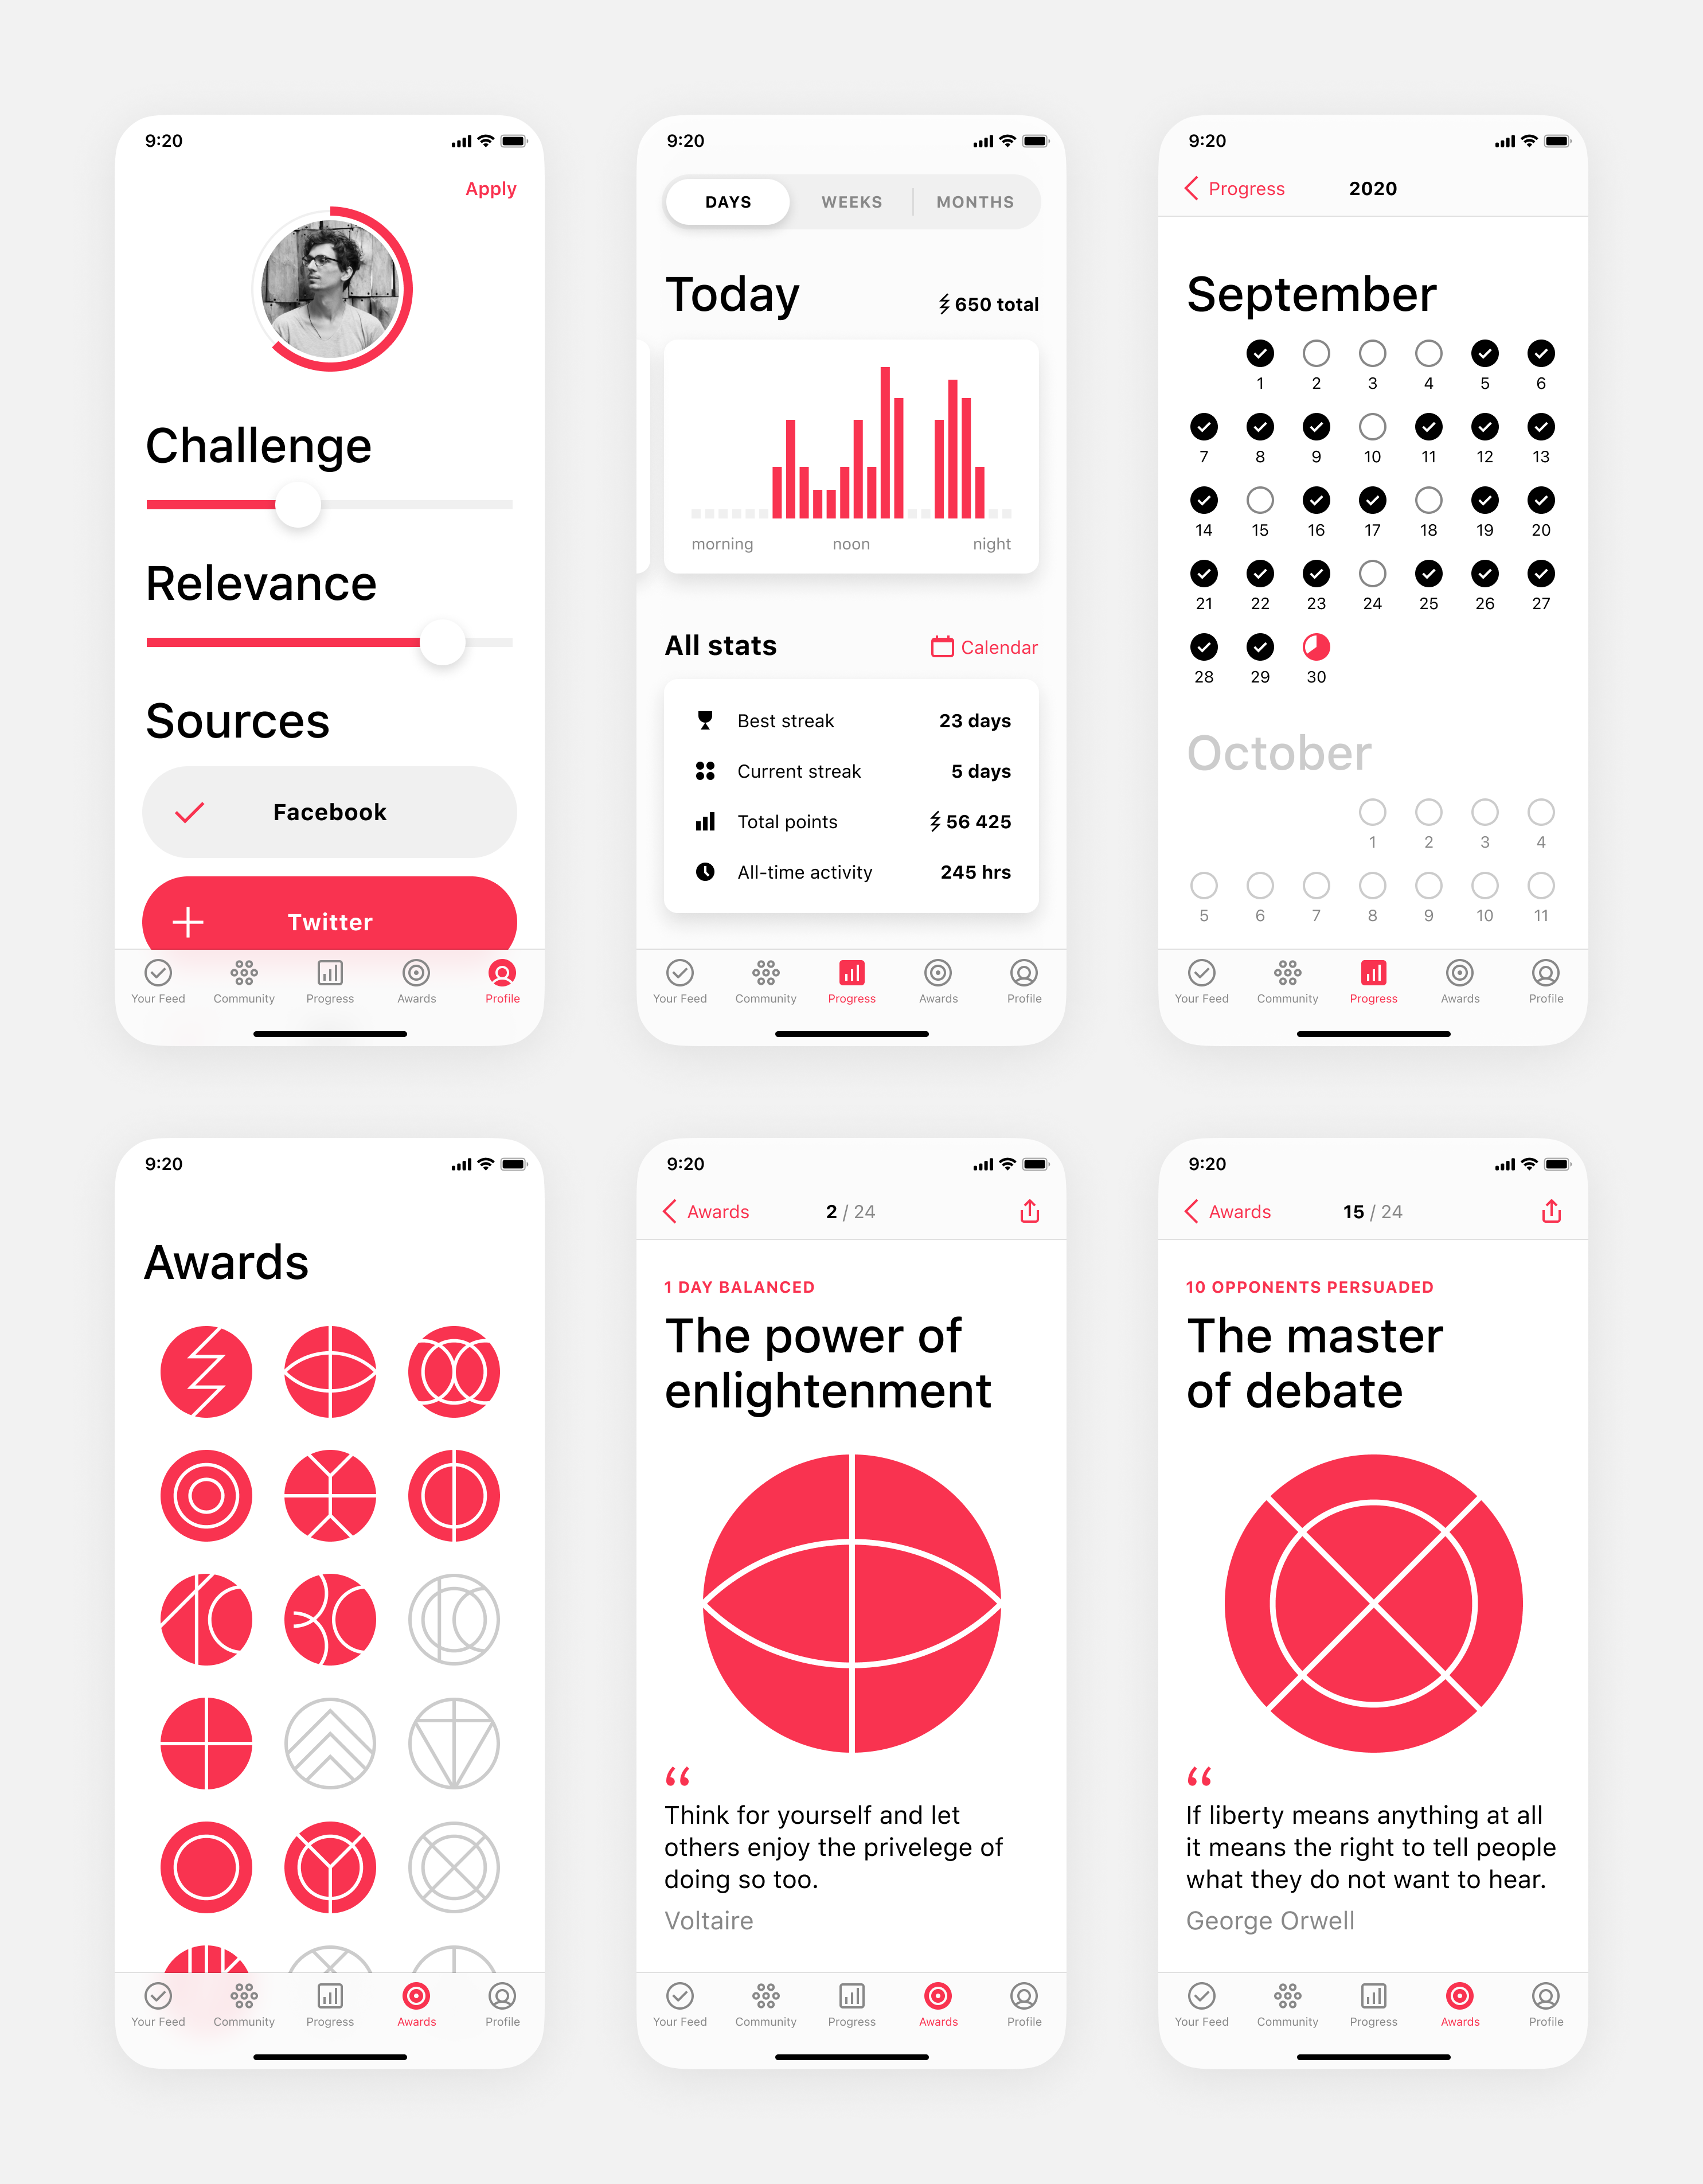 9:20
Apply
Challenge
Relevance
Sources
Facebook
Twitter
Your Feed Community Progress Awards Profile
9:20
DAYS WEEKS MONTHS
Today 650 total
morning noon night
All stats Calendar
Best streak 23 days
Current streak 5 days
Total points 56 425
All-time activity 245 hrs
Your Feed Community Progress Awards Profile
9:20
Progress 2020
September
1 2 3 4 5 6
7 8 9 10 11 12 13
14 15 16 17 18 19 20
21 22 23 24 25 26 27
28 29 30
October
1 2 3 4
5 6 7 8 9 10 11
Your Feed Community Progress Awards Profile
9:20
Awards
Your Feed Community Progress Awards Profile
9:20
Awards 2 / 24
1 DAY BALANCED
The power of
enlightenment
“
Think for yourself and let
others enjoy the privelege of
doing so too.
Voltaire
Your Feed Community Progress Awards Profile
9:20
Awards 15 / 24
10 OPPONENTS PERSUADED
The master
of debate
“
If liberty means anything at all
it means the right to tell people
what they do not want to hear.
George Orwell
Your Feed Community Progress Awards Profile